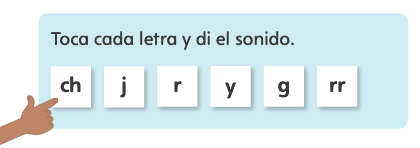 Toca cada letra y di el sonido.
ch j r y g rr